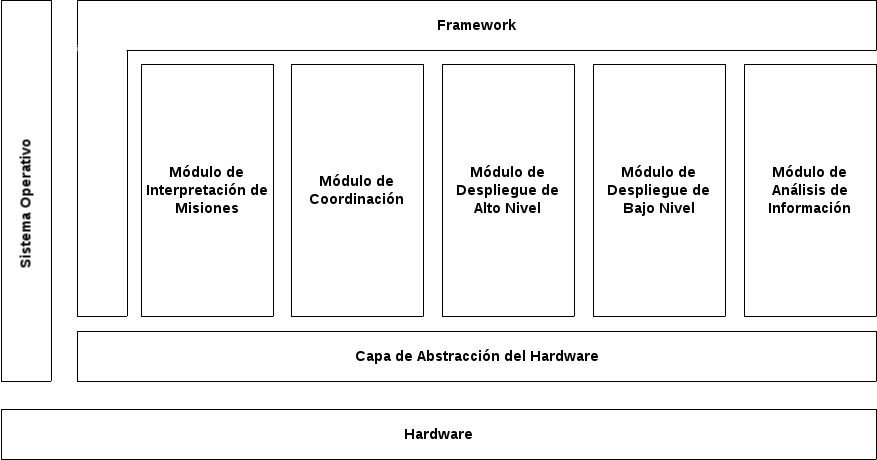 Framework
Sistema Operativo
Módulo de
Interpretación de
Misiones
Módulo de
Coordinación
Módulo de
Despliegue de
Alto Nivel
Módulo de
Despliegue de
Bajo Nivel
Módulo de
Análisis de
Información
Capa de Abstracción del Hardware
Hardware